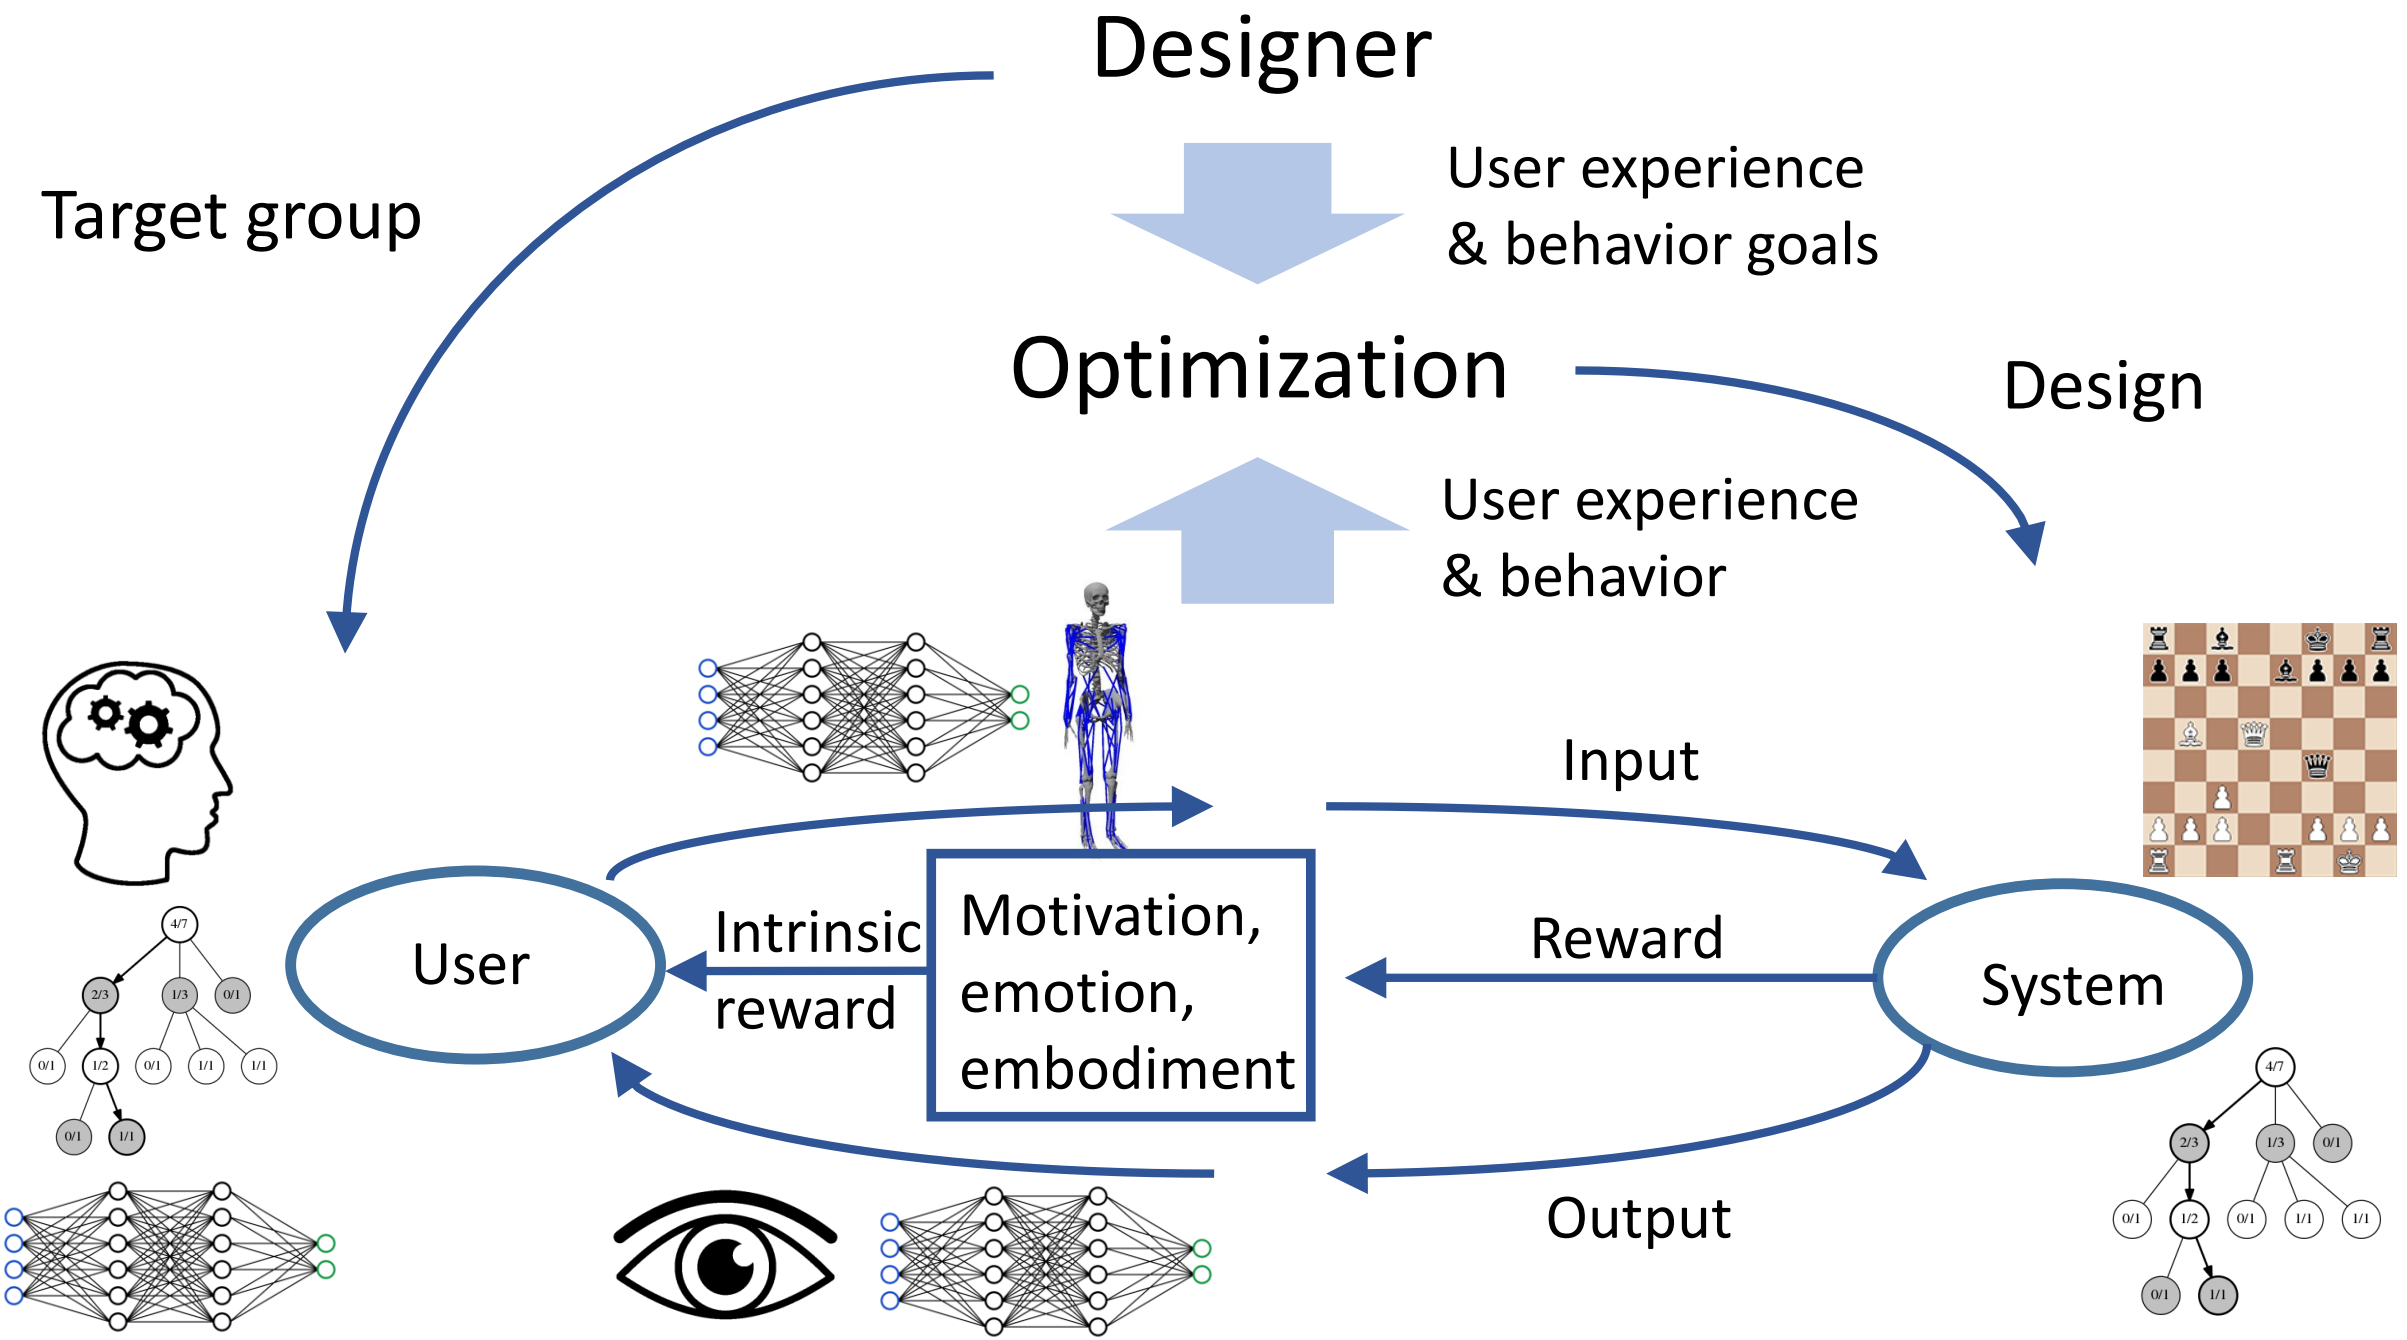 Designer
User experience
& behavior goals
Target group
Optimization
Design
User experience
& behavior
Input
Intrinsic
reward
Motivation,
emotion,
embodiment
Reward
User
System
Output
4/7
2/3
1/3
0/1
0/1
1/2
0/1
1/1
1/1
0/1
1/1
4/7
2/3
1/3
0/1
0/1
1/2
0/1
1/1
1/1
0/1
1/1